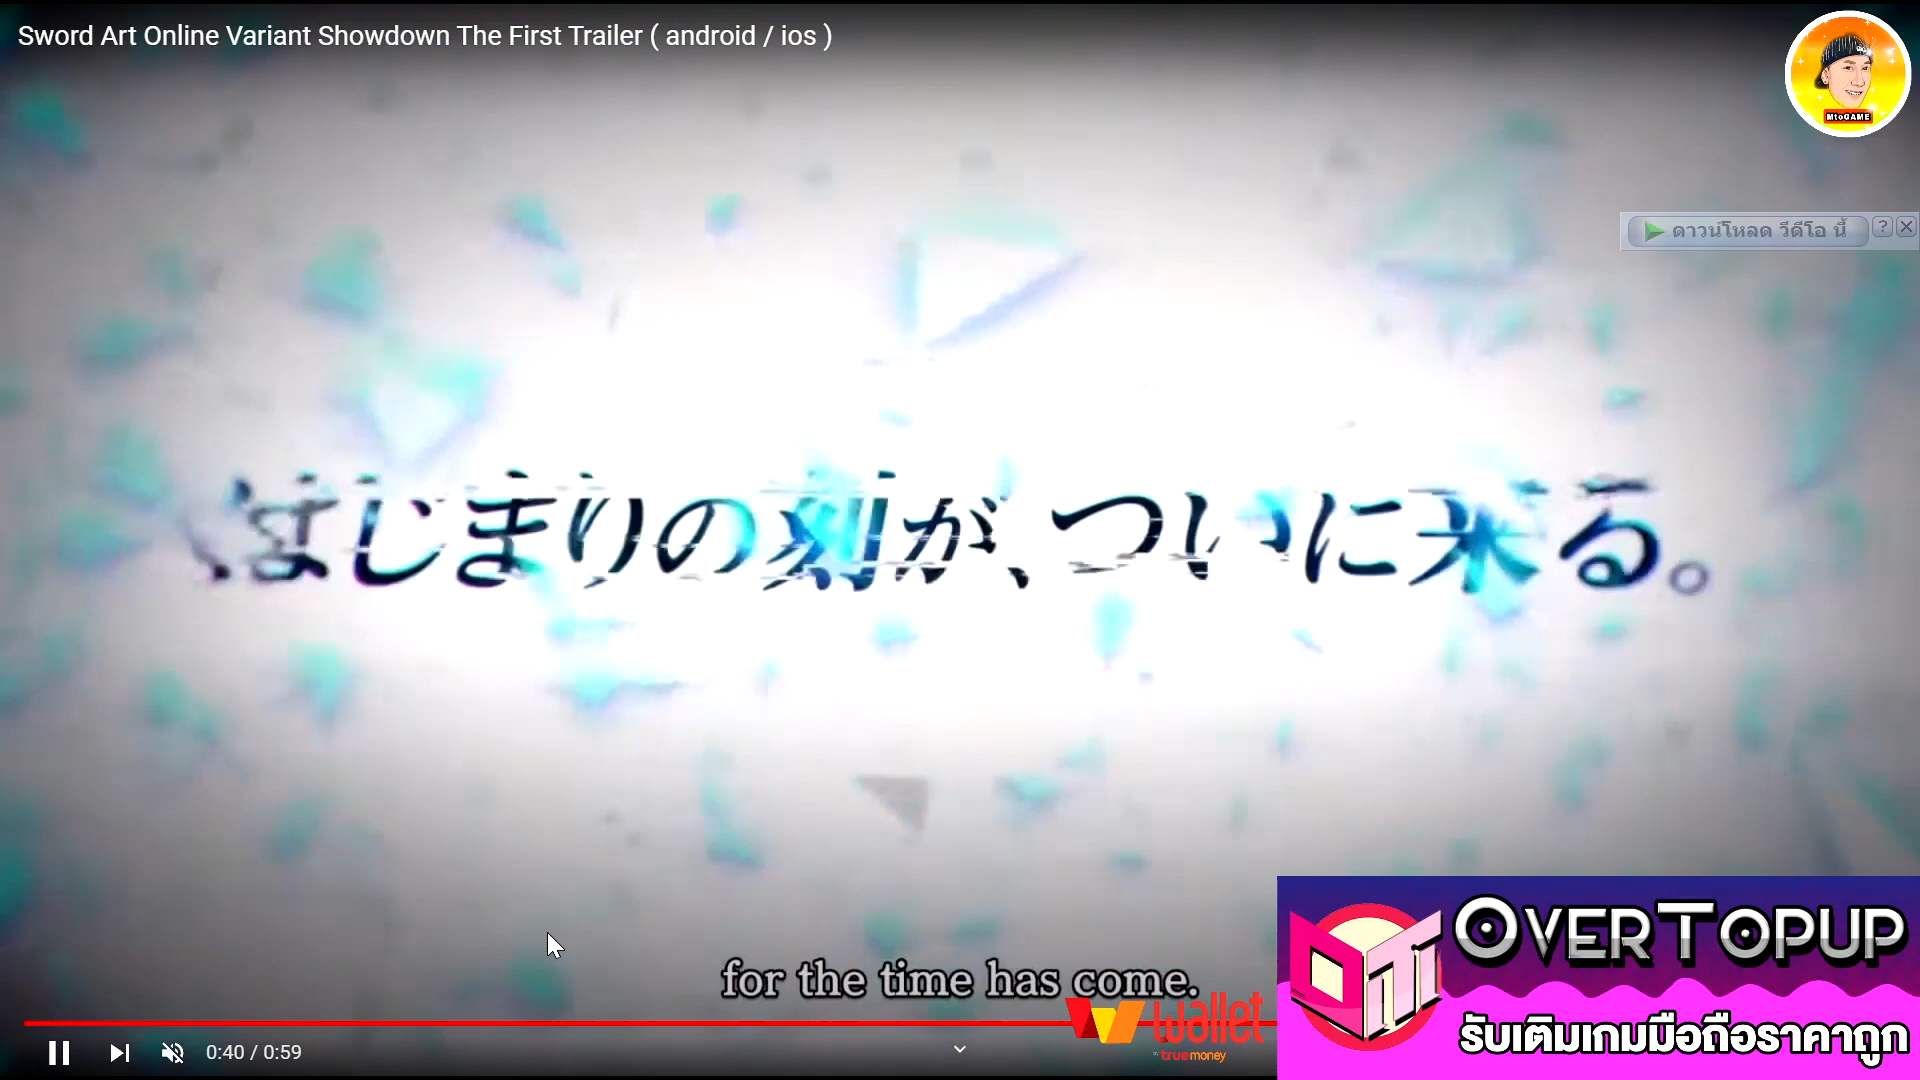 Sword Art Online Variant Showdown The First Trailer ( android / ios )
MtoGAME
ดาวน์โหลด วีดีโอ นี้
?
はじまりの刻が、ついに来る。
for the time has come.
wallet
by truemoney
OVERTOPUP
รับเติมเกมมือถือราคาถูก
0:40 / 0:59